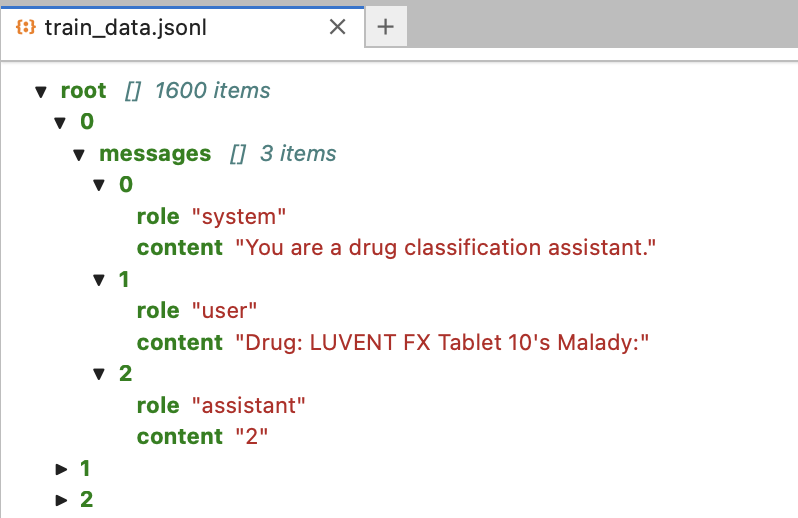 train_data.jsonl
root [] 1600 items
0
messages [] 3 items
0
role "system"
content "You are a drug classification assistant."
1
role "user"
content "Drug: LUVENT FX Tablet 10's Malady:"
2
role "assistant"
content "2"
1
2